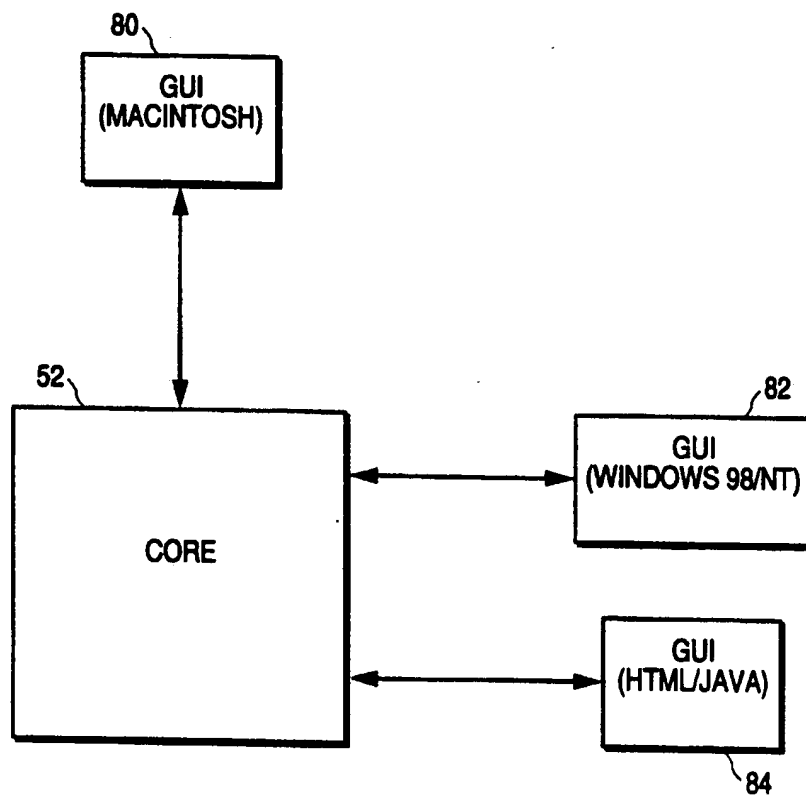 80
GUI
(MACINTOSH)
52
CORE
82
GUI
(WINDOWS 98/NT)
GUI
(HTML/JAVA)
84